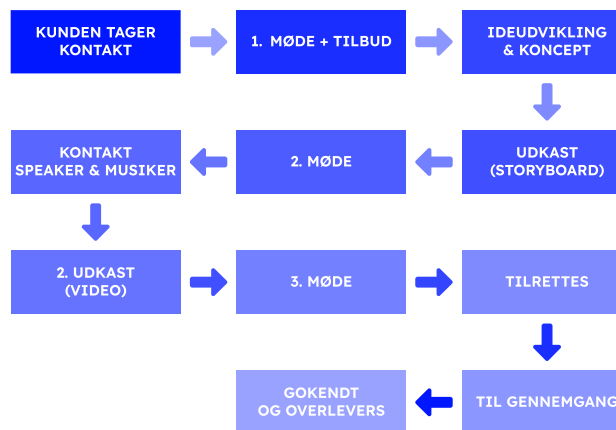 KUNDEN TAGER
KONTAKT
1. MØDE + TILBUD
IDEUDVIKLING
& KONCEPT
UDKAST
(STORYBOARD)
2. MØDE
KONTAKT
SPEAKER & MUSIKER
2. UDKAST
(VIDEO)
3. MØDE
TILRETTES
TIL GENNEMGANG
GOKENDT
OG OVERLEVERS